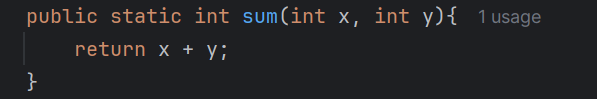 public static int sum(int x, int y){ 1 usage
    return x + y;
}